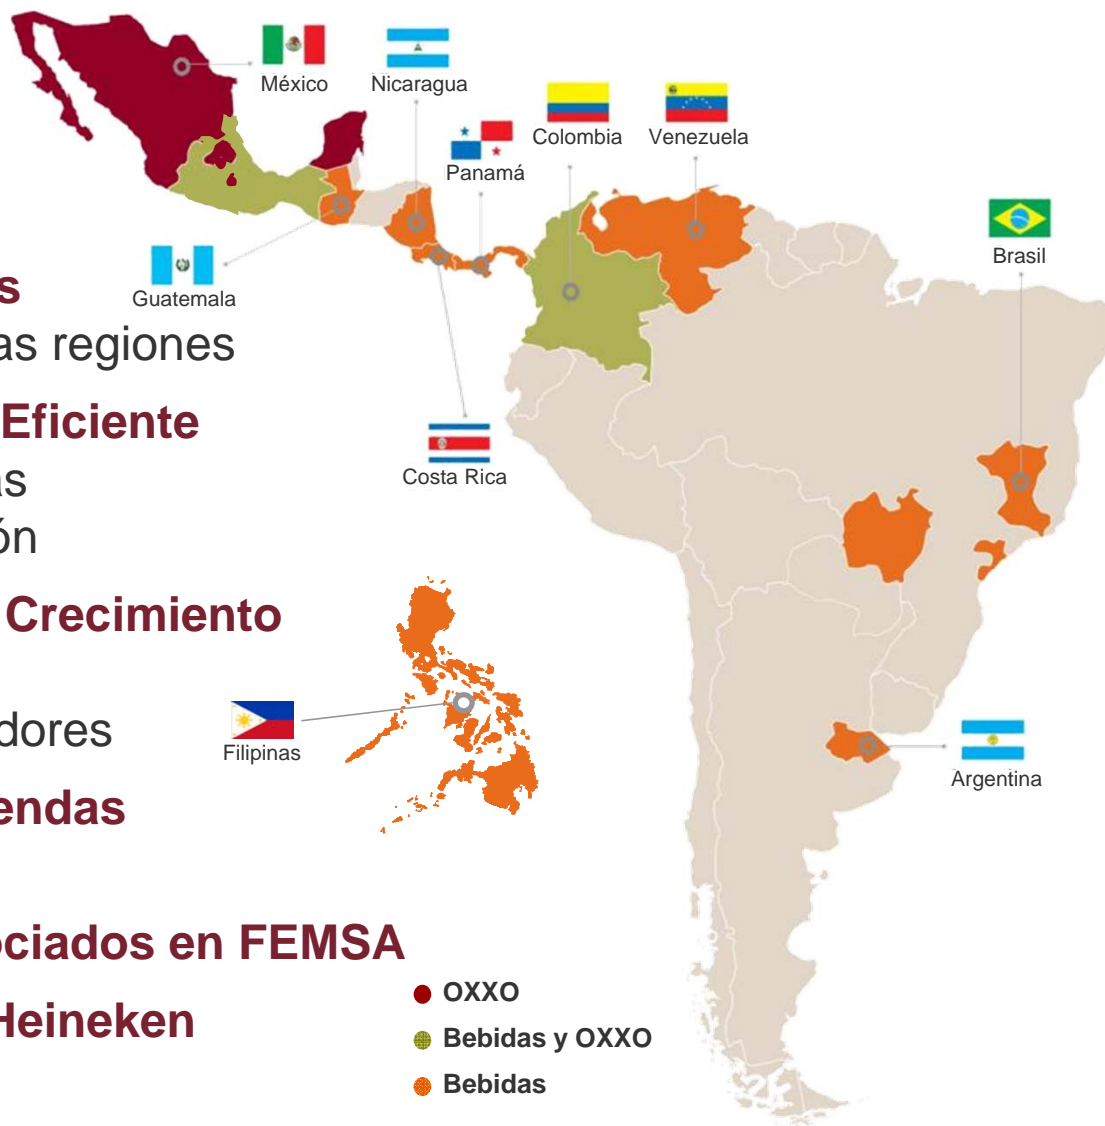 México
Nicaragua
Colombia
Venezuela
Panamá
Brasil
Guatemala
s
as regiones
Eficiente
Costa Rica
as
ón
Crecimiento
dores
Filipinas
Argentina
endas
ociados en FEMSA
Heineken
OXXO
Bebidas y OXXO
Bebidas